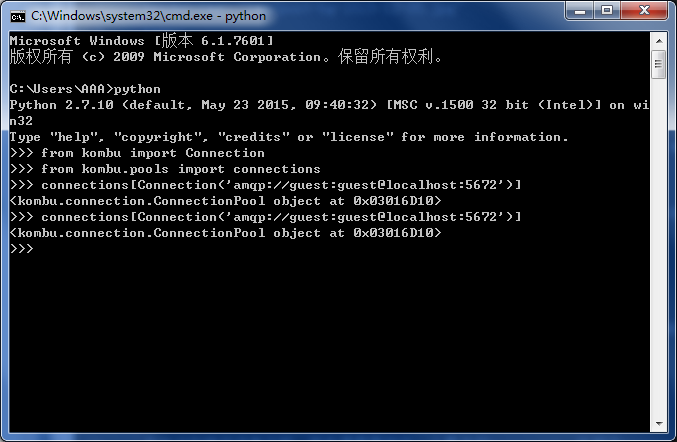 C:\Windows\system32\cmd.exe - python
Microsoft Windows [版本 6.1.7601]
版权所有 (c) 2009 Microsoft Corporation。保留所有权利。
C:\Users\AAA>python
Python 2.7.10 (default, May 23 2015, 09:40:32) [MSC v.1500 32 bit (Intel)] on wi
n32
Type "help", "copyright", "credits" or "license" for more information.
>>> from kombu import Connection
>>> from kombu.pools import connections
>>> connections[Connection('amqp://guest:guest@localhost:5672')]
<kombu.connection.ConnectionPool object at 0x03016D10>
>>> connections[Connection('amqp://guest:guest@localhost:5672')]
<kombu.connection.ConnectionPool object at 0x03016D10>
>>>